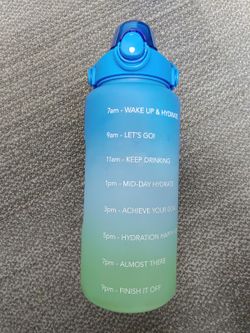 7am - WAKE UP & HYDRATE
9am - LET'S GO!
11am - KEEP DRINKING
1pm - MID-DAY HYDRATE
3pm - ACHIEVE YOUR
5pm - HYDRATION
7pm - ALMOST THERE
9pm - FINISH IT OFF